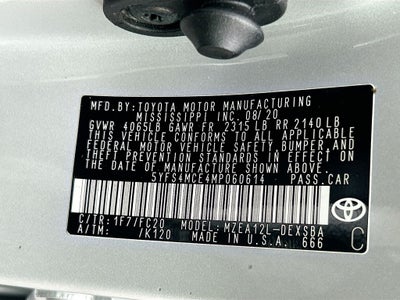 MFD.BY:TOYOTA MOTOR MANUFACTURING
MISSISSIPPI INC. 08/20
GVWR 4065LB GAWR FR 2315 LB RR 2140 LB
THIS VEHICLE CONFORMS TO ALL APPLICABLE
FEDERAL MOTOR VEHICLE SAFETY, BUMPER,
AND THEFT PREVENTION STANDARDS IN EFFECT
ON THE DATE OF MANUFACTURE SHOWN ABOVE.
5YFS4MCE4MP060614 PASS.CAR
C/TR: 1F7/FC20 MODEL: MZEA12L-DEXSBA
A/TM: /K120 MADE IN U.S.A. 666
C